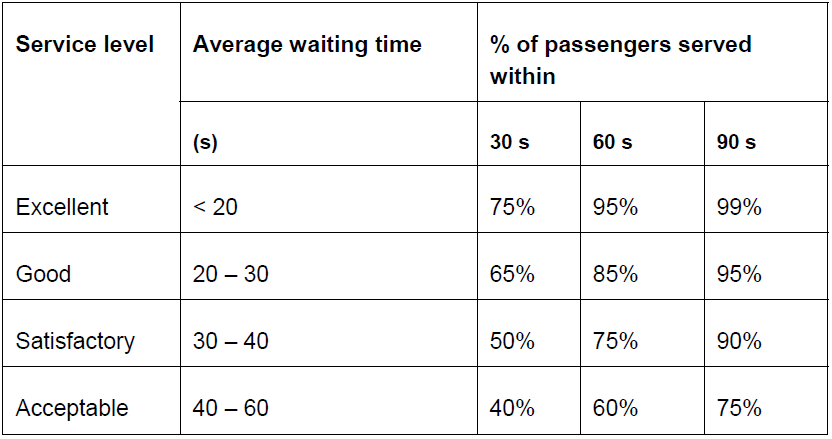 Service level Average waiting time % of passengers served
within
(s) 30 s 60 s 90 s
Excellent < 20 75% 95% 99%
Good 20 – 30 65% 85% 95%
Satisfactory 30 – 40 50% 75% 90%
Acceptable 40 – 60 40% 60% 75%